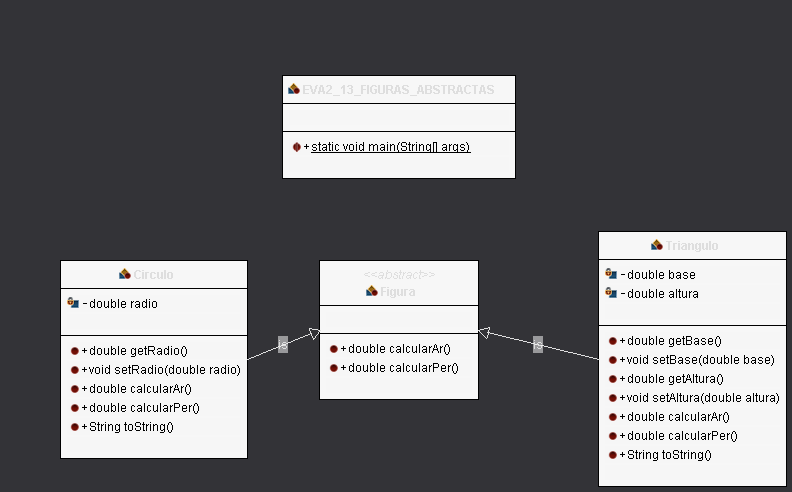 EVA2_13_FIGURAS_ABSTRACTAS
+ static void main(String[] args)
Circulo
- double radio
+ double getRadio()
+ void setRadio(double radio)
+ double calcularAr()
+ double calcularPer()
+ String toString()
<<abstract>>
Figura
+ double calcularAr()
+ double calcularPer()
Triangulo
- double base
- double altura
+ double getBase()
+ void setBase(double base)
+ double getAltura()
+ void setAltura(double altura)
+ double calcularAr()
+ double calcularPer()
+ String toString()
is
is